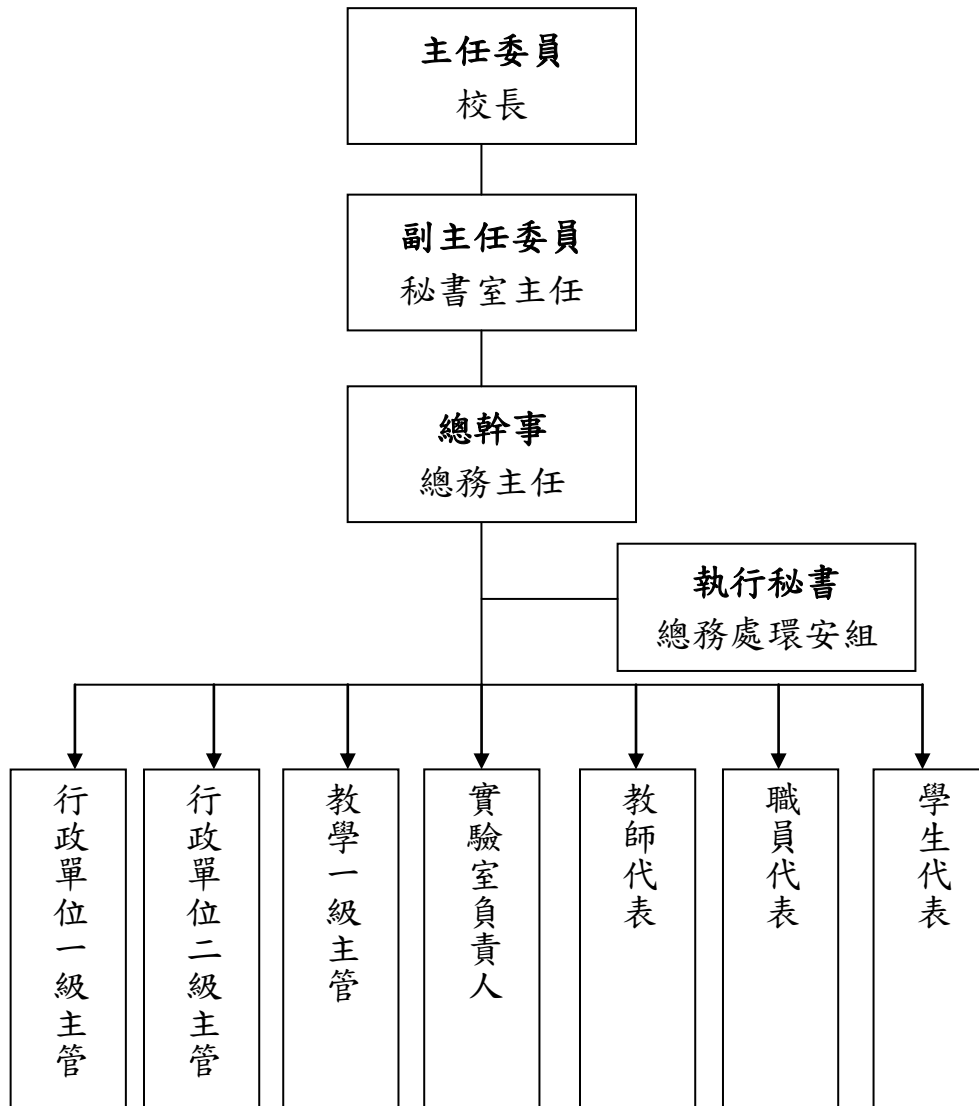 主任委員
校長
副主任委員
秘書室主任
總幹事
總務主任
執行秘書
總務處環安組
行政單位一級主管
行政單位二級主管
教學一級主管
實驗室負責人
教師代表
職員代表
學生代表